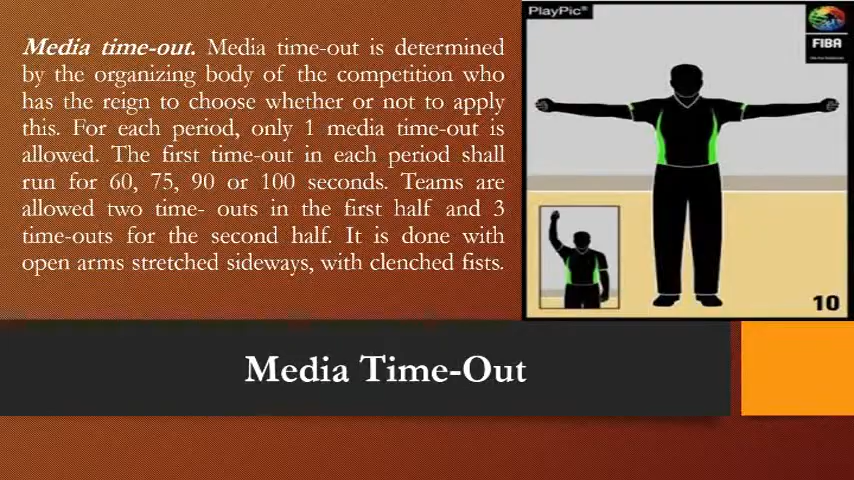 Media time-out. Media time-out is determined
by the organizing body of the competition who
has the reign to choose whether or not to apply
this. For each period, only 1 media time-out is
allowed. The first time-out in each period shall
run for 60, 75, 90 or 100 seconds. Teams are
allowed two time- outs in the first half and 3
time-outs for the second half. It is done with
open arms stretched sideways, with clenched fists.
PlayPic®
FIBA
10
Media Time-Out